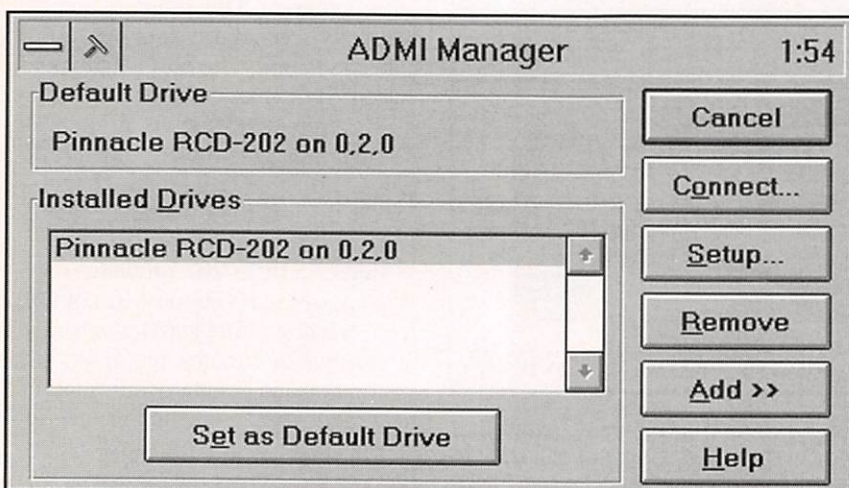 ADMI Manager 1:54
Default Drive
Pinnacle RCD-202 on 0,2,0
Installed Drives
Pinnacle RCD-202 on 0,2,0
Set as Default Drive
Cancel
Connect...
Setup...
Remove
Add >>
Help